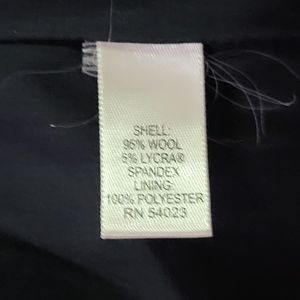 SHELL:
95% WOOL
5% LYCRA®
SPANDEX
LINING:
100% POLYESTER
RN 54023